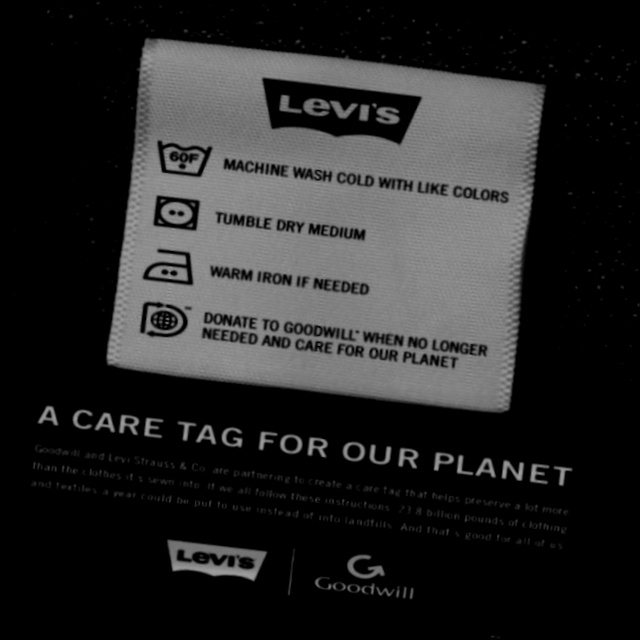 Levi's
60F
MACHINE WASH COLD WITH LIKE COLORS
TUMBLE DRY MEDIUM
WARM IRON IF NEEDED
DONATE TO GOODWILL® WHEN NO LONGER
NEEDED AND CARE FOR OUR PLANET
A CARE TAG FOR OUR PLANET
Goodwill and Levi Strauss & Co. are partnering to create a care tag that helps preserve a lot more
than the clothes it's sewn into. If we all follow these instructions, 23.8 billion pounds of clothing
and textiles a year could be put to use instead of into landfills. And that's good for all of us.
Levi's
Goodwill